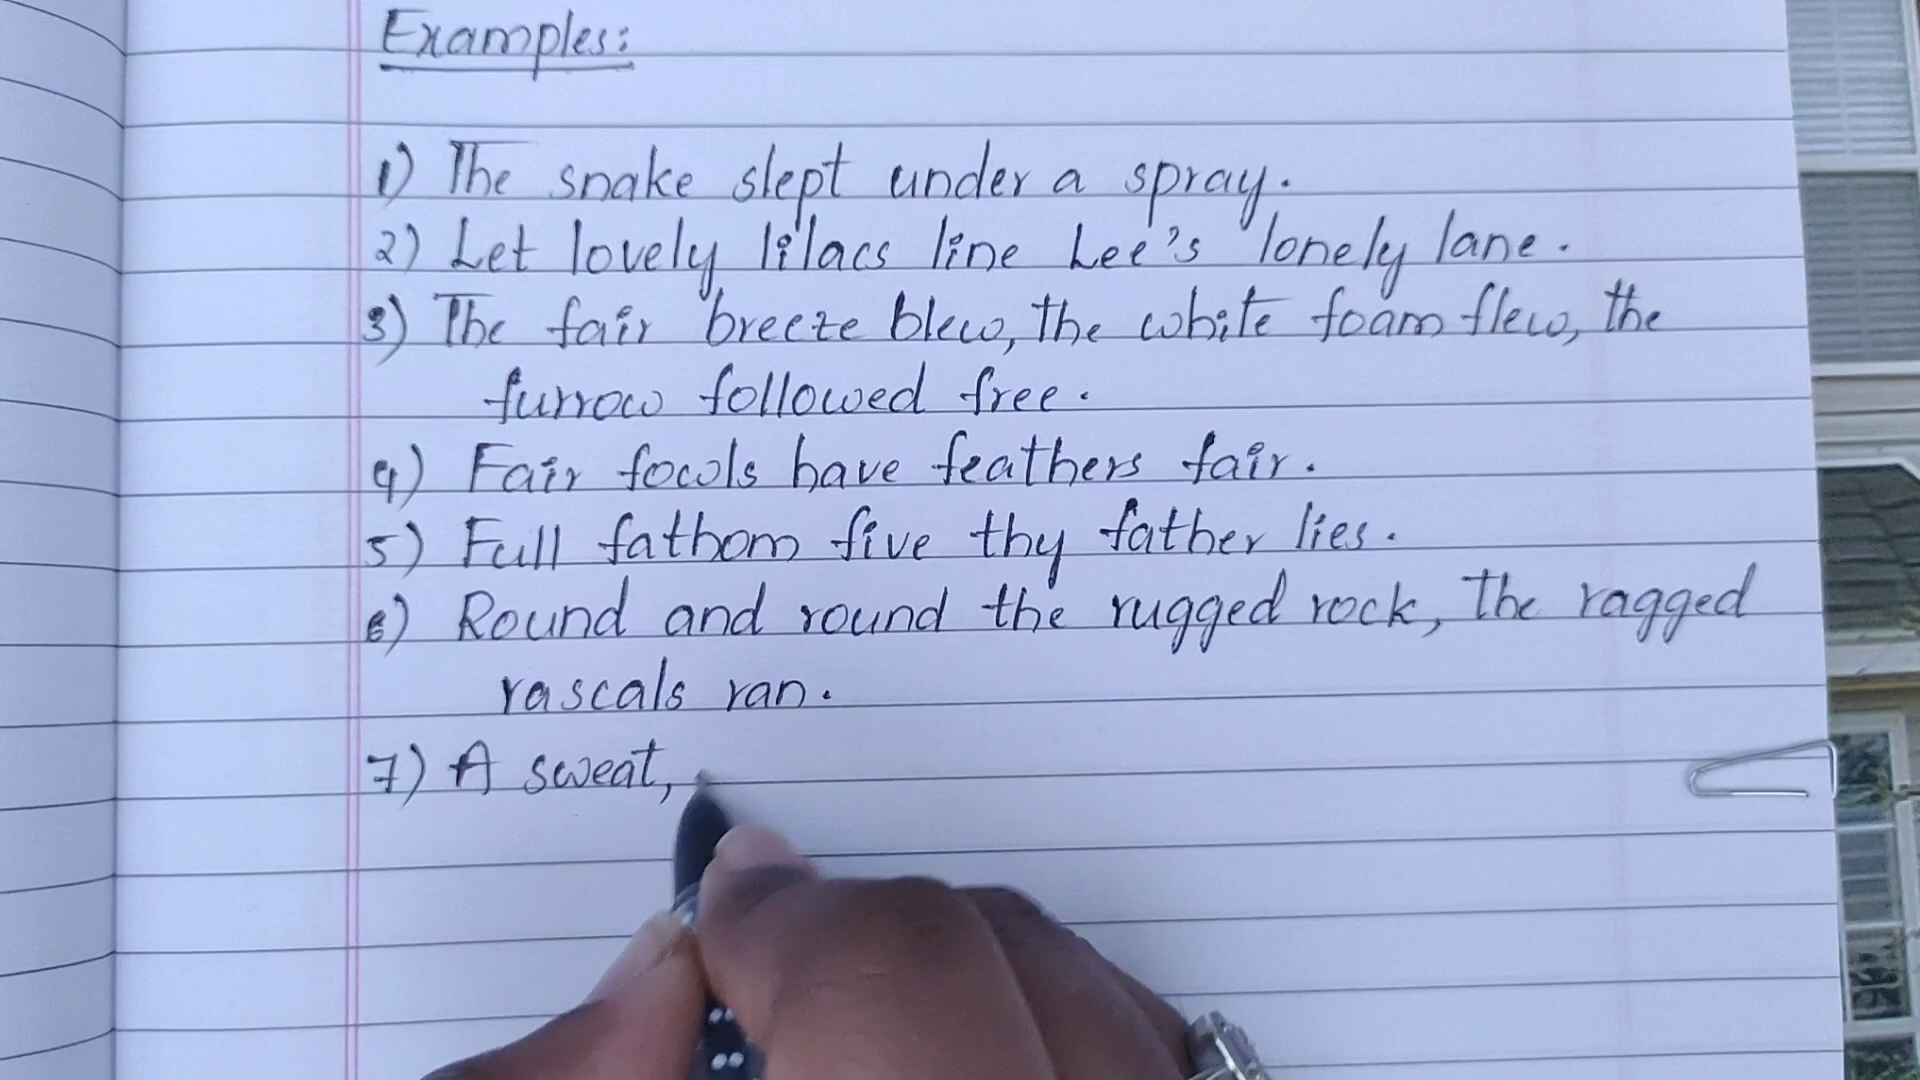 Examples:
1) The snake slept under a spray.
2) Let lovely lilacs line Lee's lonely lane.
3) The fair breeze blew, the white foam flew, the
furrow followed free.
4) Fair fowls have feathers fair.
5) Full fathom five thy father lies.
6) Round and round the rugged rock, the ragged
rascals ran.
7) A sweat,